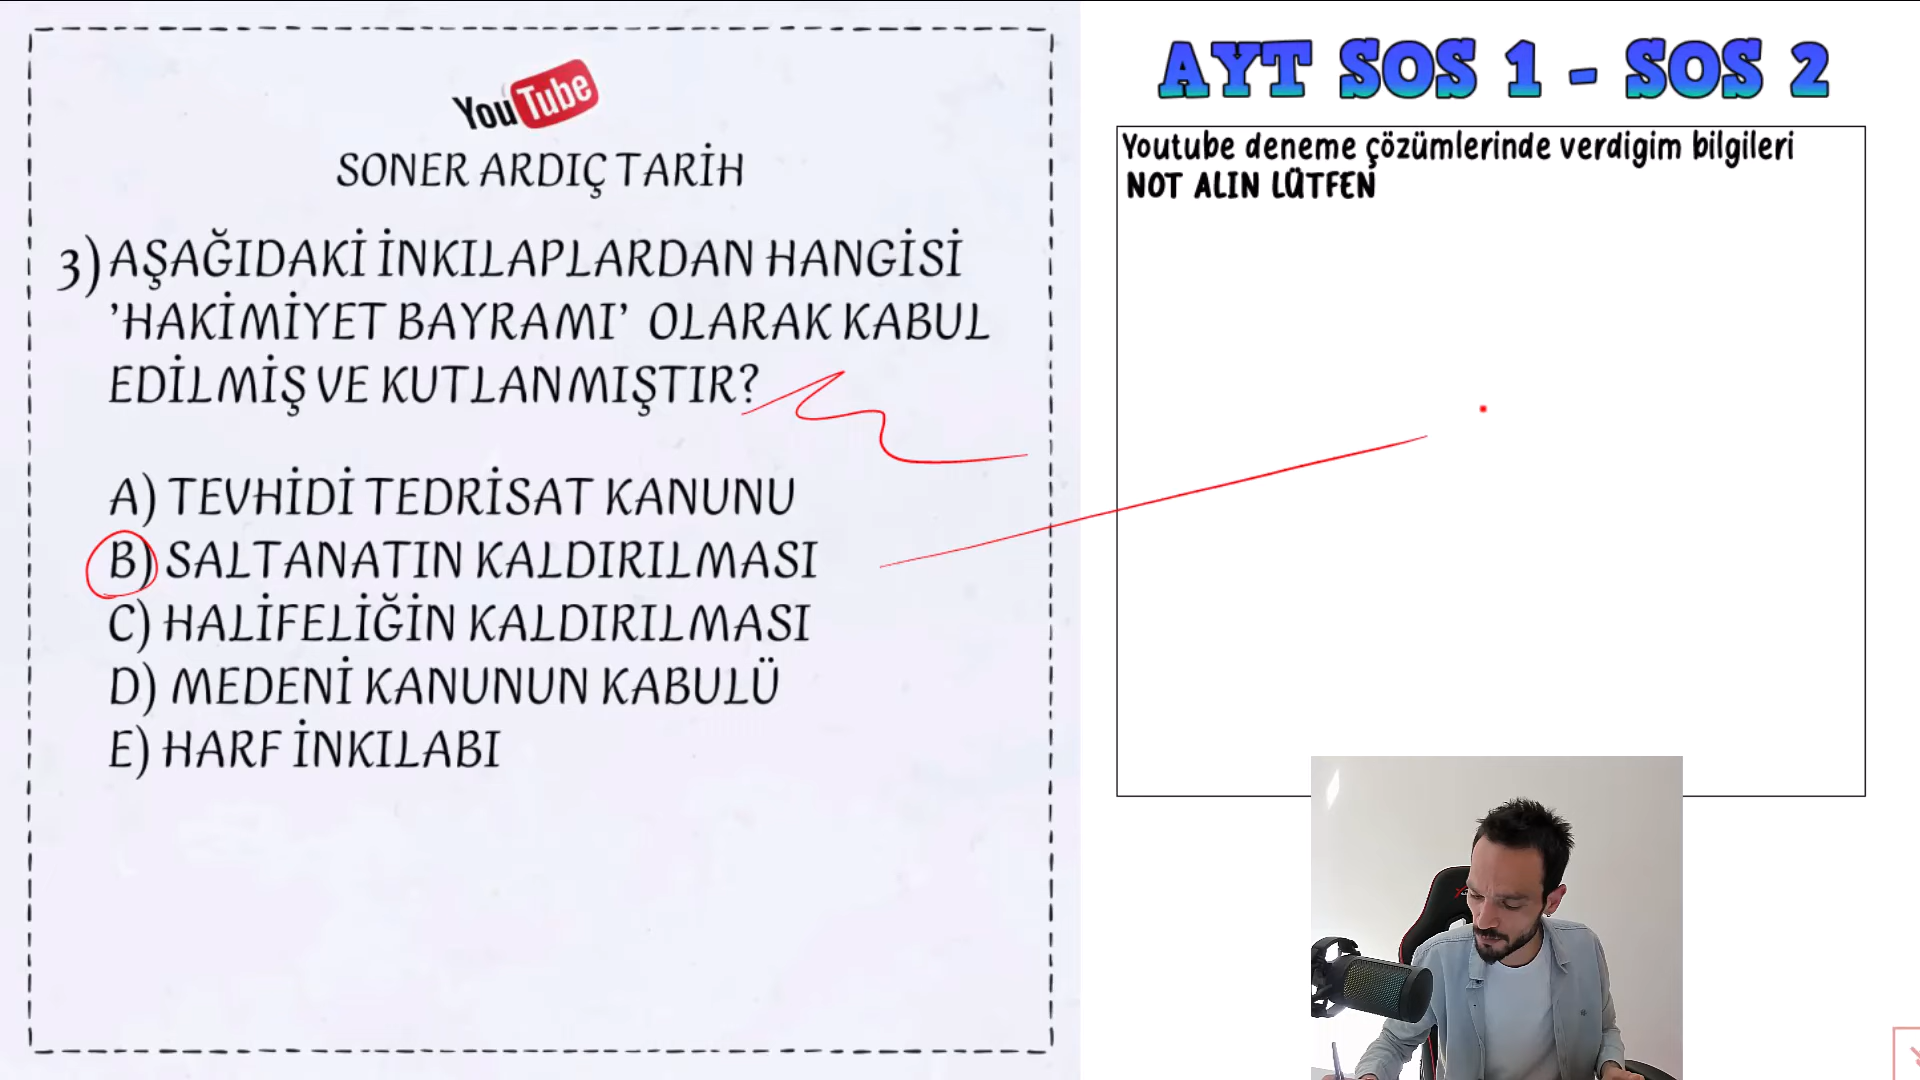 YouTube
SONER ARDIÇ TARİH
3) AŞAĞIDAKİ İNKILAPLARDAN HANGİSİ
'HAKİMİYET BAYRAMI' OLARAK KABUL
EDİLMİŞ VE KUTLANMIŞTIR?
A) TEVHİDİ TEDRİSAT KANUNU
B) SALTANATIN KALDIRILMASI
C) HALİFELİĞİN KALDIRILMASI
D) MEDENİ KANUNUN KABULÜ
E) HARF İNKILABI
AYT SOS 1 - SOS 2
Youtube deneme çözümlerinde verdigim bilgileri
NOT ALIN LÜTFEN